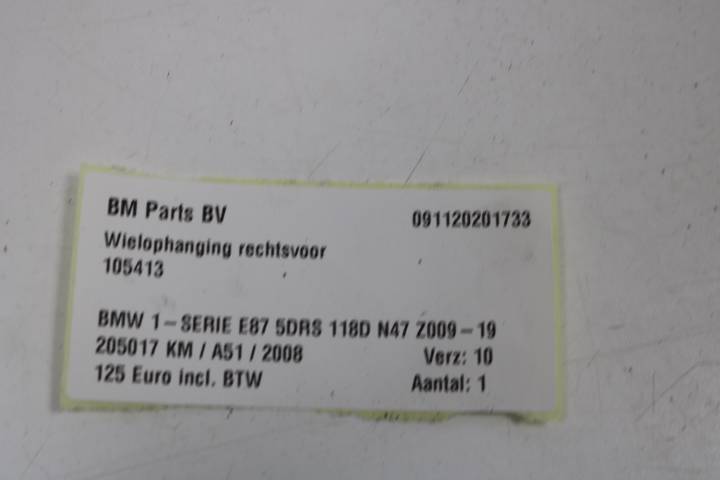 BM Parts BV 091120201733
Wielophanging rechtsvoor
105413
BMW 1-SERIE E87 5DRS 118D N47 Z009-19
205017 KM / A51 / 2008 Verz: 10
125 Euro incl. BTW Aantal: 1